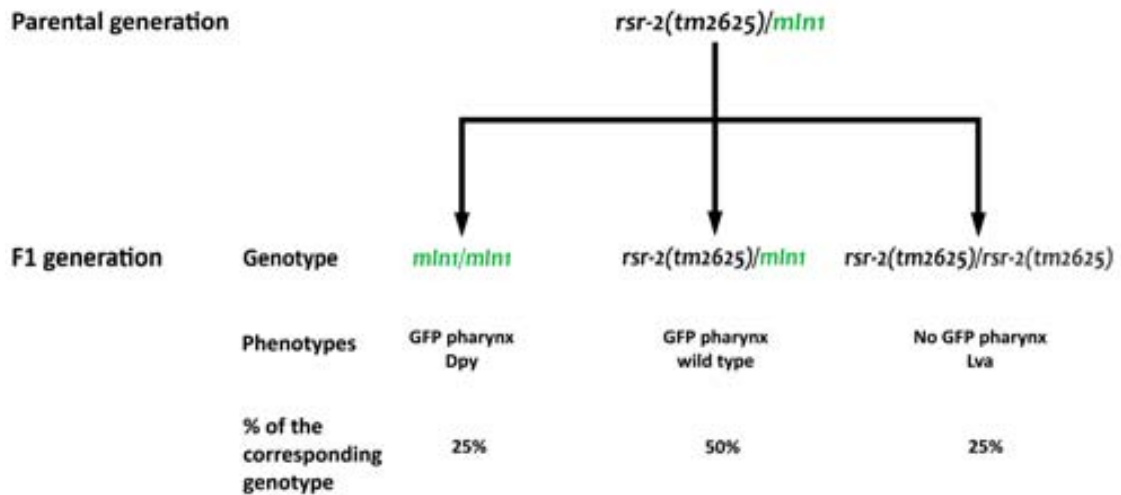 Parental generation
rsr-2(tm2625)/mIn1
F1 generation
Genotype
mIn1/mIn1
rsr-2(tm2625)/mIn1
rsr-2(tm2625)/rsr-2(tm2625)
Phenotypes
GFP pharynx
Dpy
GFP pharynx
wild type
No GFP pharynx
Lva
% of the
corresponding
genotype
25%
50%
25%